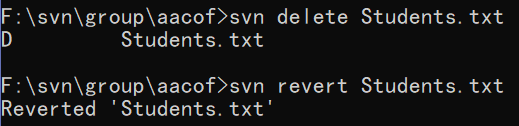 F:\svn\group\aacof>svn delete Students.txt
D         Students.txt
F:\svn\group\aacof>svn revert Students.txt
Reverted 'Students.txt'